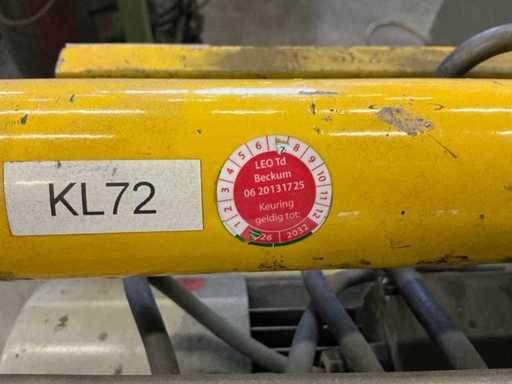 KL72
1 2 3 4 5 6 7 8 9 10 11 12
LEO Td
Beckum
06 20131725
Keuring
geldig tot:
26 2032